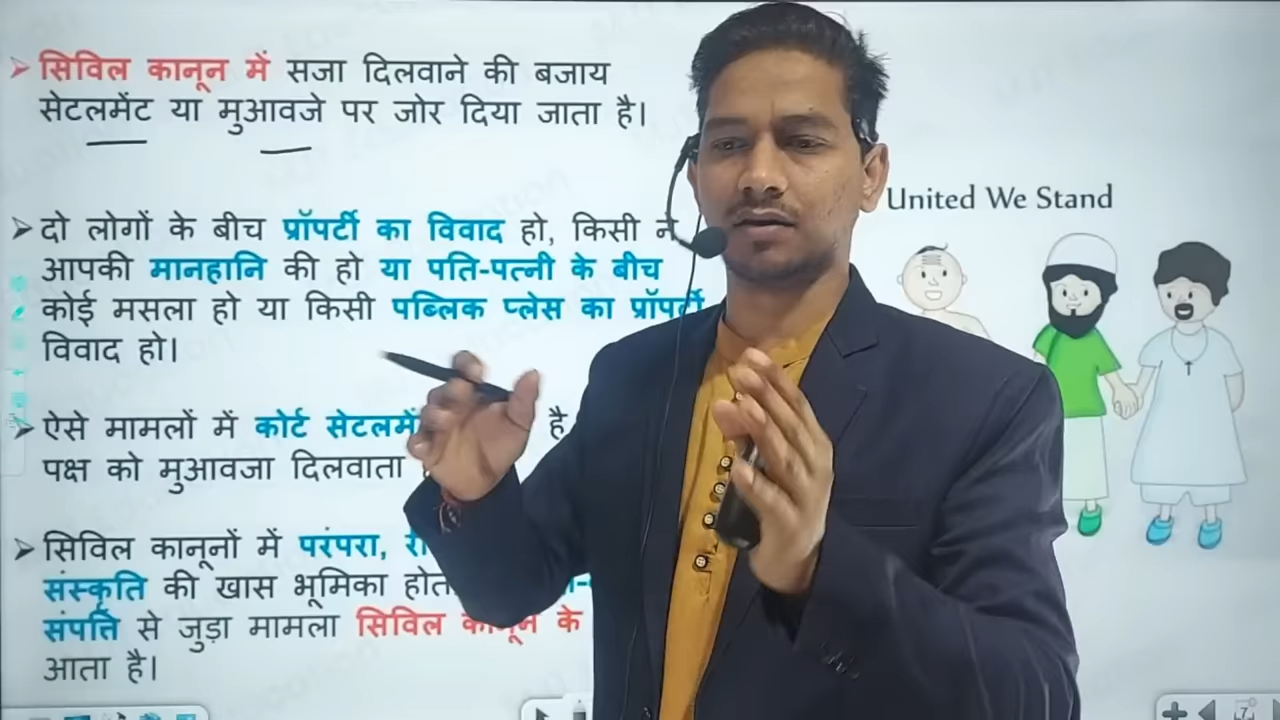 सिविल कानून में सजा दिलवाने की बजाय
सेटलमेंट या मुआवजे पर जोर दिया जाता है।
दो लोगों के बीच प्रॉपर्टी का विवाद हो, किसी ने
आपकी मानहानि की हो या पति-पत्नी के बीच
कोई मसला हो या किसी पब्लिक प्लेस का प्रॉपर्टी
विवाद हो।
ऐसे मामलों में कोर्ट है
पक्ष को मुआवजा दिलवाता
सिविल कानूनों में परंपरा,
संस्कृति की खास भूमिका
संपति से जुड़ा मामला सिविल कानून के
आता है।
United We Stand
7